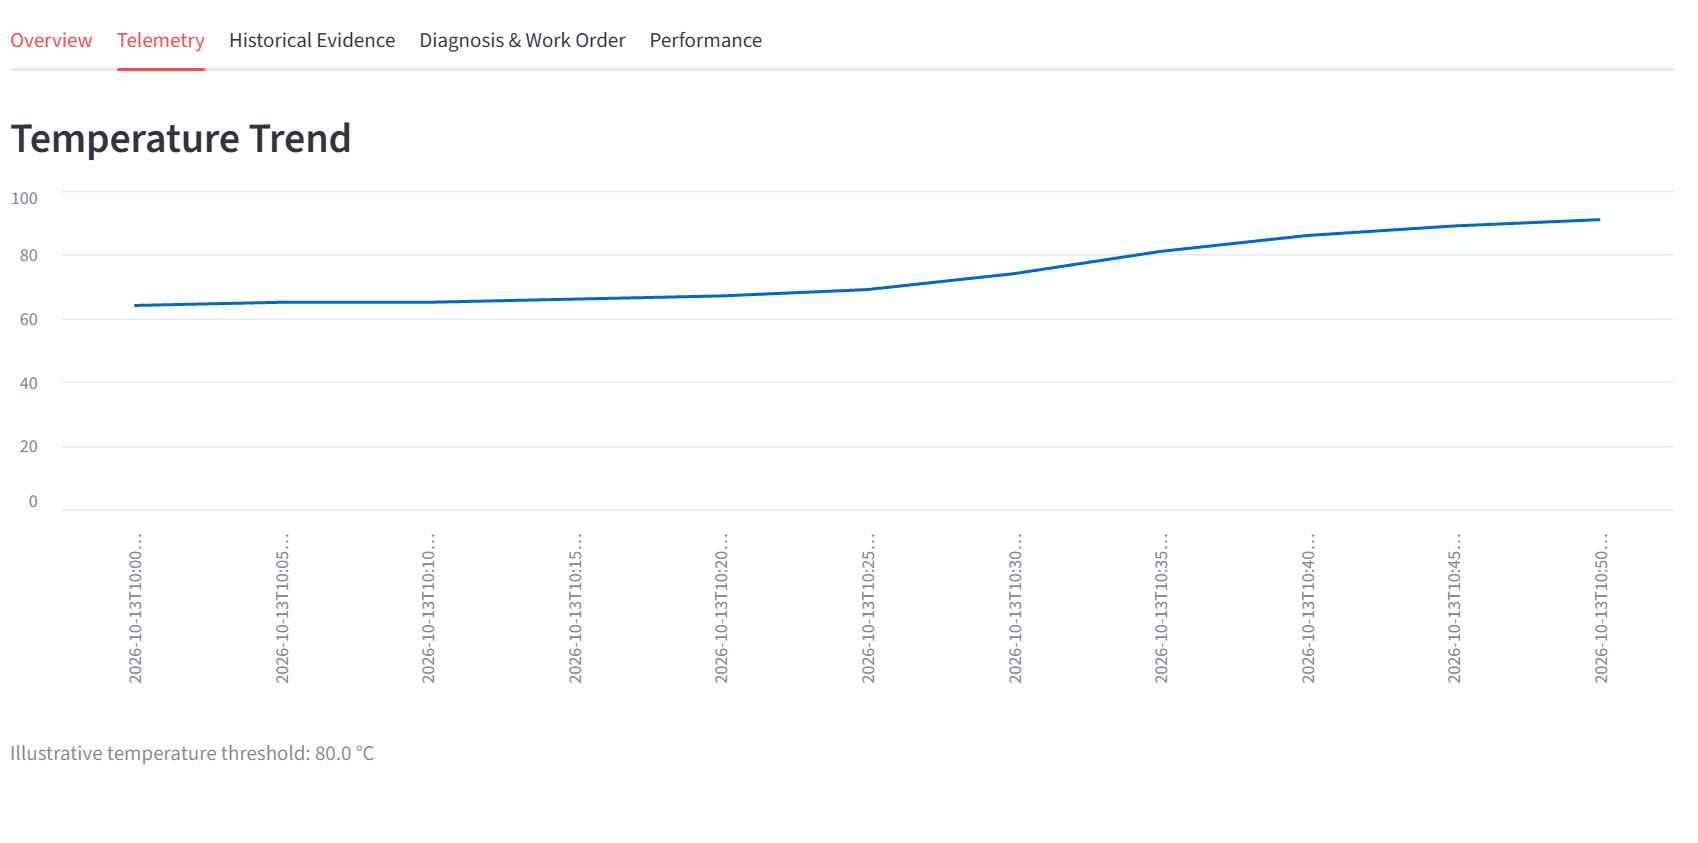 Overview Telemetry Historical Evidence Diagnosis & Work Order Performance
Temperature Trend
100
80
60
40
20
0
2026-10-13T10:00…
2026-10-13T10:05…
2026-10-13T10:10…
2026-10-13T10:15…
2026-10-13T10:20…
2026-10-13T10:25…
2026-10-13T10:30…
2026-10-13T10:35…
2026-10-13T10:40…
2026-10-13T10:45…
2026-10-13T10:50…
Illustrative temperature threshold: 80.0 °C